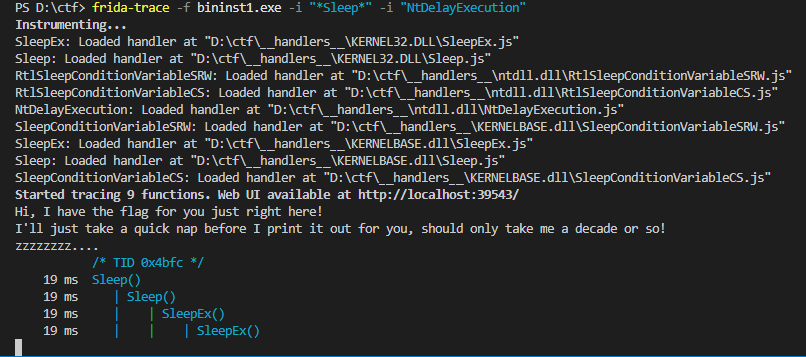 PS D:\ctf> frida-trace -f bininst1.exe -i "*Sleep*" -i "NtDelayExecution"
Instrumenting...
SleepEx: Loaded handler at "D:\ctf\__handlers__\KERNEL32.DLL\SleepEx.js"
Sleep: Loaded handler at "D:\ctf\__handlers__\KERNEL32.DLL\Sleep.js"
RtlSleepConditionVariableSRW: Loaded handler at "D:\ctf\__handlers__\ntdll.dll\RtlSleepConditionVariableSRW.js"
RtlSleepConditionVariableCS: Loaded handler at "D:\ctf\__handlers__\ntdll.dll\RtlSleepConditionVariableCS.js"
NtDelayExecution: Loaded handler at "D:\ctf\__handlers__\ntdll.dll\NtDelayExecution.js"
SleepConditionVariableSRW: Loaded handler at "D:\ctf\__handlers__\KERNELBASE.dll\SleepConditionVariableSRW.js"
SleepEx: Loaded handler at "D:\ctf\__handlers__\KERNELBASE.dll\SleepEx.js"
Sleep: Loaded handler at "D:\ctf\__handlers__\KERNELBASE.dll\Sleep.js"
SleepConditionVariableCS: Loaded handler at "D:\ctf\__handlers__\KERNELBASE.dll\SleepConditionVariableCS.js"
Started tracing 9 functions. Web UI available at http://localhost:39543/
Hi, I have the flag for you just right here!
I'll just take a quick nap before I print it out for you, should only take me a decade or so!
zzzzzzzz....
/* TID 0x4bfc */
19 ms Sleep()
19 ms | Sleep()
19 ms | | SleepEx()
19 ms | | | SleepEx()